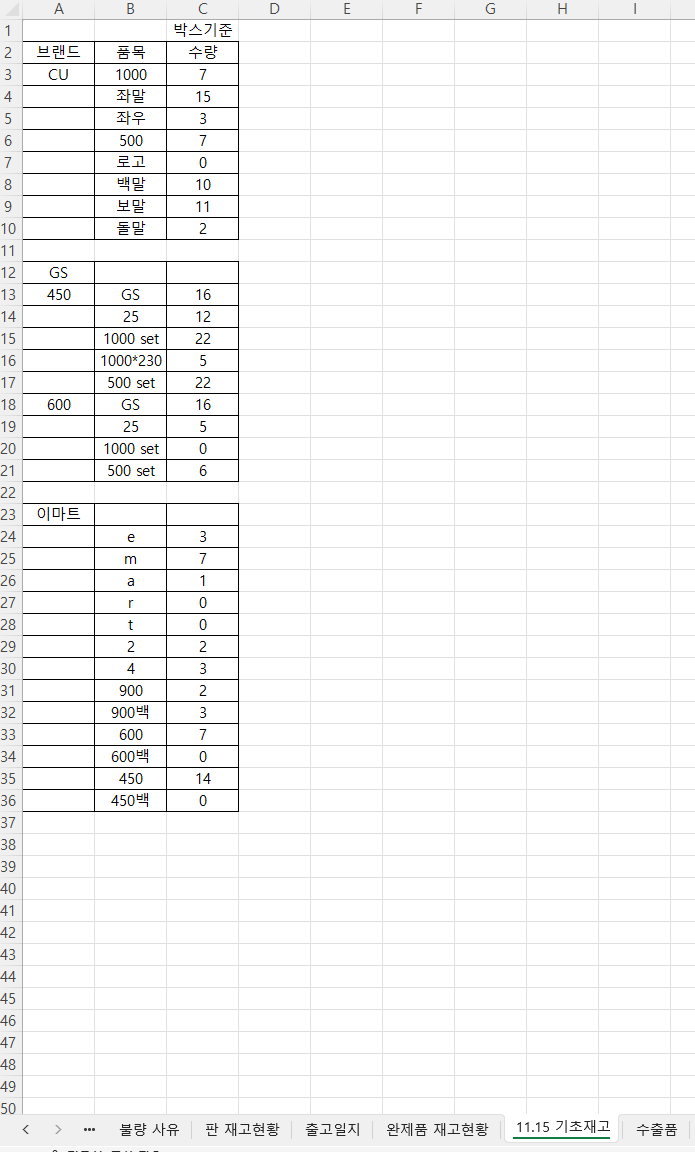 A B C D E F G H I
1 박스기준
2 브랜드 품목 수량
3 CU 1000 7
4 좌말 15
5 좌우 3
6 500 7
7 로고 0
8 백말 10
9 보말 11
10 돌말 2
11
12 GS
13 450 GS 16
14 25 12
15 1000 set 22
16 1000*230 5
17 500 set 22
18 600 GS 16
19 25 5
20 1000 set 0
21 500 set 6
22
23 이마트
24 e 3
25 m 7
26 a 1
27 r 0
28 t 0
29 2 2
30 4 3
31 900 2
32 900백 3
33 600 7
34 600백 0
35 450 14
36 450백 0
37
38
39
40
41
42
43
44
45
46
47
48
49
50
불량 사유 판 재고현황 출고일지 완제품 재고현황 11.15 기초재고 수출품